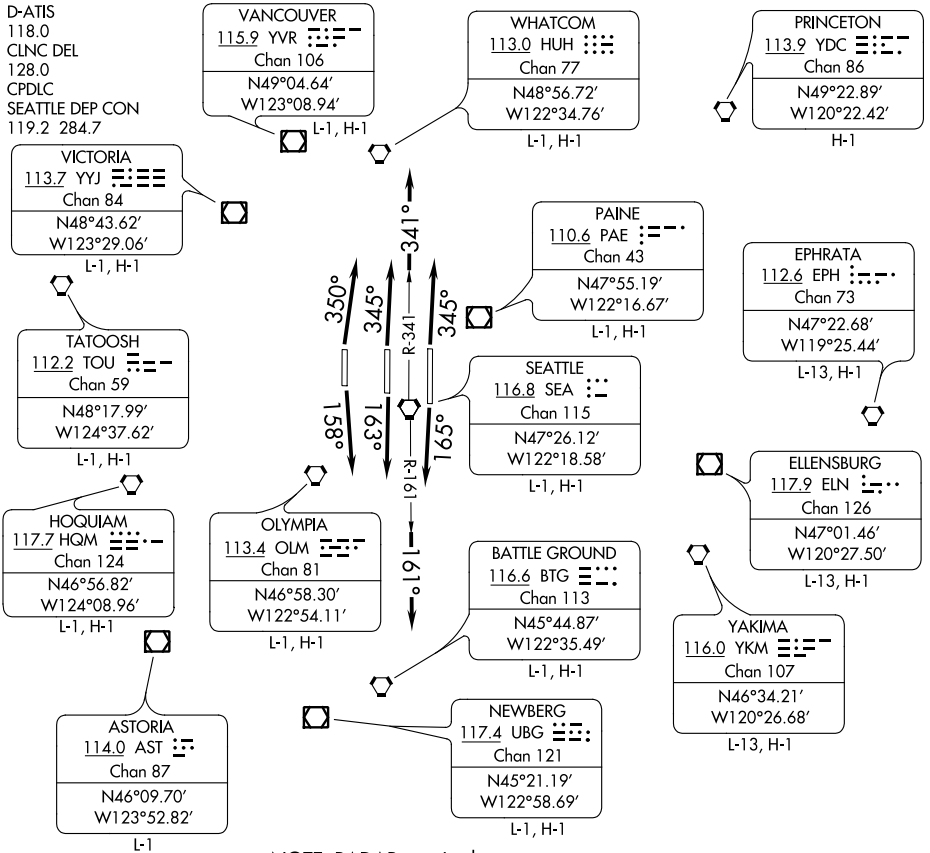 D-ATIS
118.0
CLNC DEL
128.0
CPDLC
SEATTLE DEP CON
119.2 284.7
VANCOUVER
115.9 YVR
Chan 106
N49°04.64'
W123°08.94'
L-1, H-1
WHATCOM
113.0 HUH
Chan 77
N48°56.72'
W122°34.76'
L-1, H-1
PRINCETON
113.9 YDC
Chan 86
N49°22.89'
W120°22.42'
H-1
VICTORIA
113.7 YYJ
Chan 84
N48°43.62'
W123°29.06'
L-1, H-1
PAINE
110.6 PAE
Chan 43
N47°55.19'
W122°16.67'
L-1, H-1
EPHRATA
112.6 EPH
Chan 73
N47°22.68'
W119°25.44'
L-13, H-1
341°
350°
345°
R-341
345°
TATOOSH
112.2 TOU
Chan 59
N48°17.99'
W124°37.62'
L-1, H-1
SEATTLE
116.8 SEA
Chan 115
N47°26.12'
W122°18.58'
L-1, H-1
158°
163°
R-191
165°
191°
ELLENSBURG
117.9 ELN
Chan 126
N47°01.46'
W120°27.50'
L-13, H-1
HOQUIAM
117.7 HQM
Chan 124
N46°56.82'
W124°08.96'
L-1, H-1
OLYMPIA
113.4 OLM
Chan 81
N46°58.30'
W122°54.11'
L-1, H-1
BATTLE GROUND
116.6 BTG
Chan 113
N45°44.87'
W122°35.49'
L-1, H-1
YAKIMA
116.0 YKM
Chan 107
N46°34.21'
W120°26.68'
L-13, H-1
ASTORIA
114.0 AST
Chan 87
N46°09.70'
W123°52.82'
L-1
NEWBERG
117.4 UBG
Chan 121
N45°21.19'
W122°58.69'
L-1, H-1